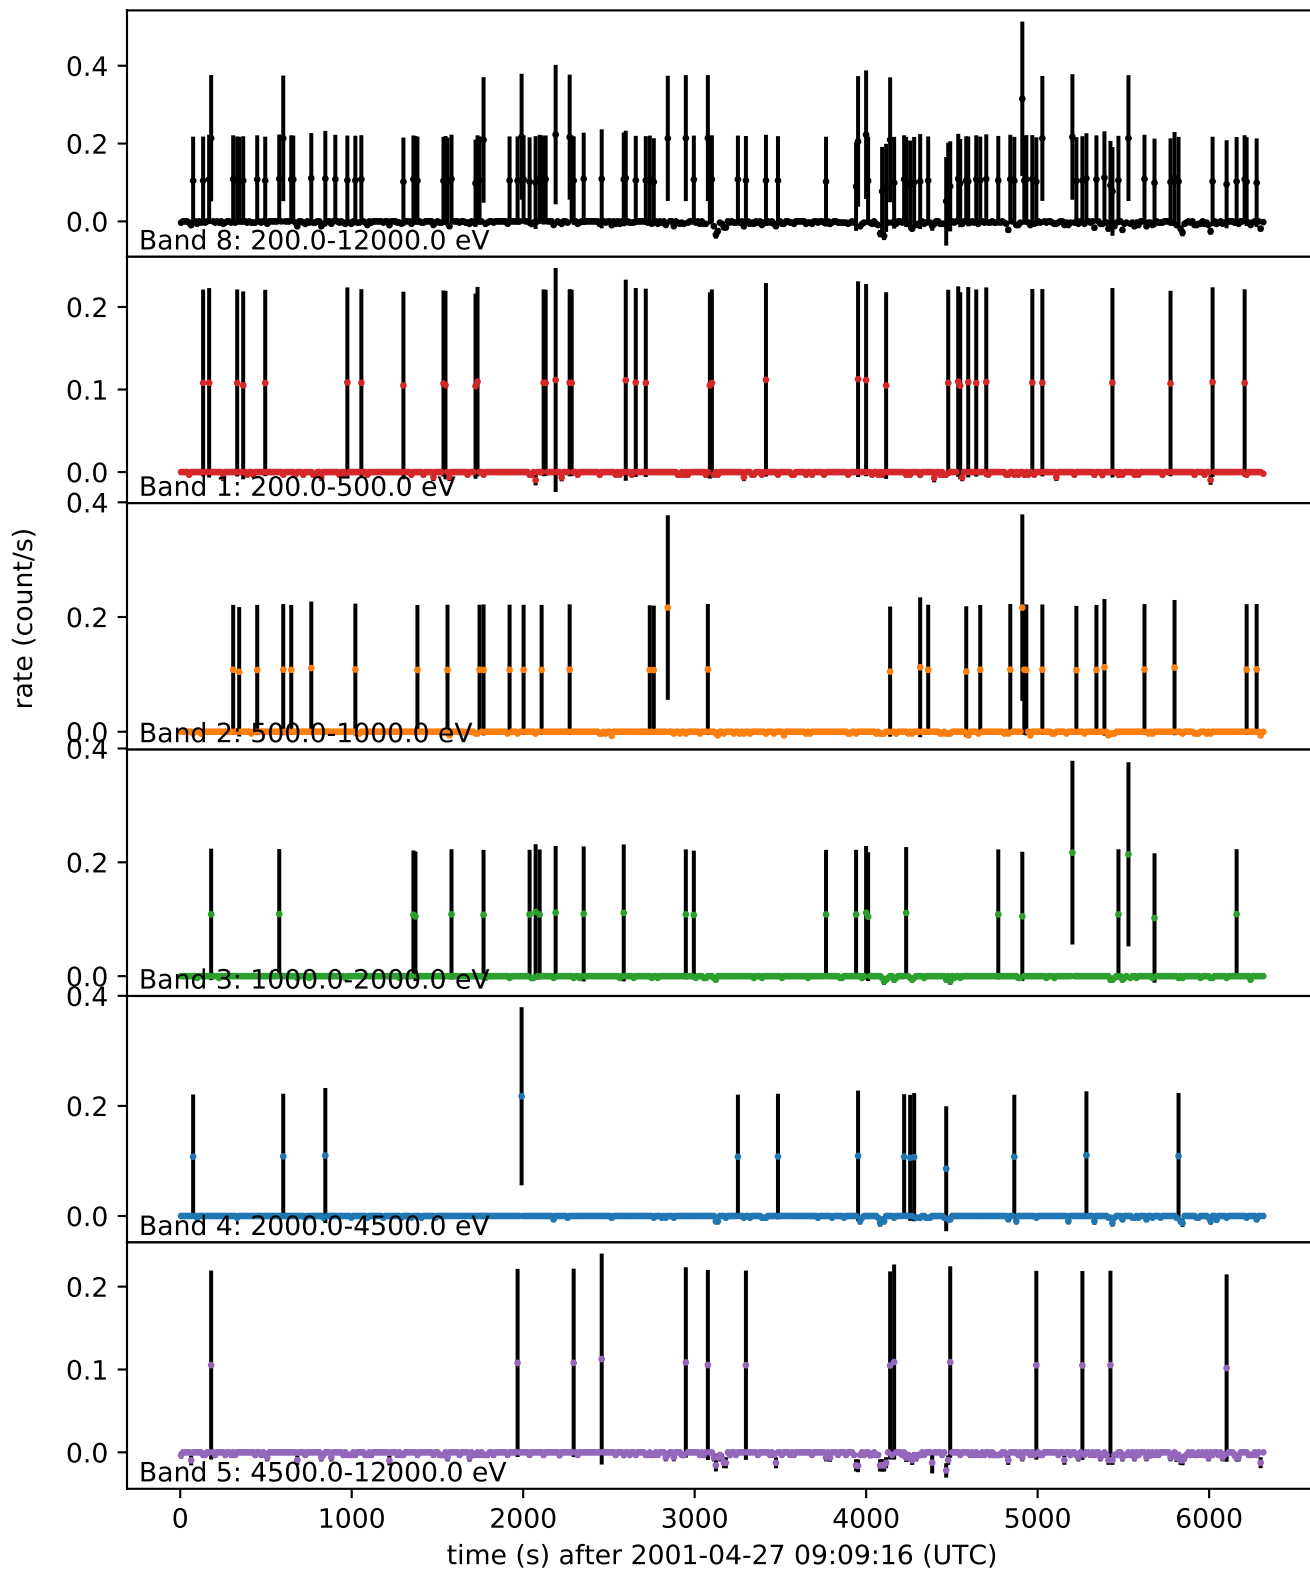 0.4
0.2
0.0
Band 8: 200.0-12000.0 eV
0.2
0.1
0.0
Band 1: 200.0-500.0 eV
0.4
0.2
0.0
Band 2: 500.0-1000.0 eV
0.4
0.2
0.0
Band 3: 1000.0-2000.0 eV
0.4
0.2
0.0
Band 4: 2000.0-4500.0 eV
0.2
0.1
0.0
Band 5: 4500.0-12000.0 eV
rate (count/s)
0 1000 2000 3000 4000 5000 6000
time (s) after 2001-04-27 09:09:16 (UTC)